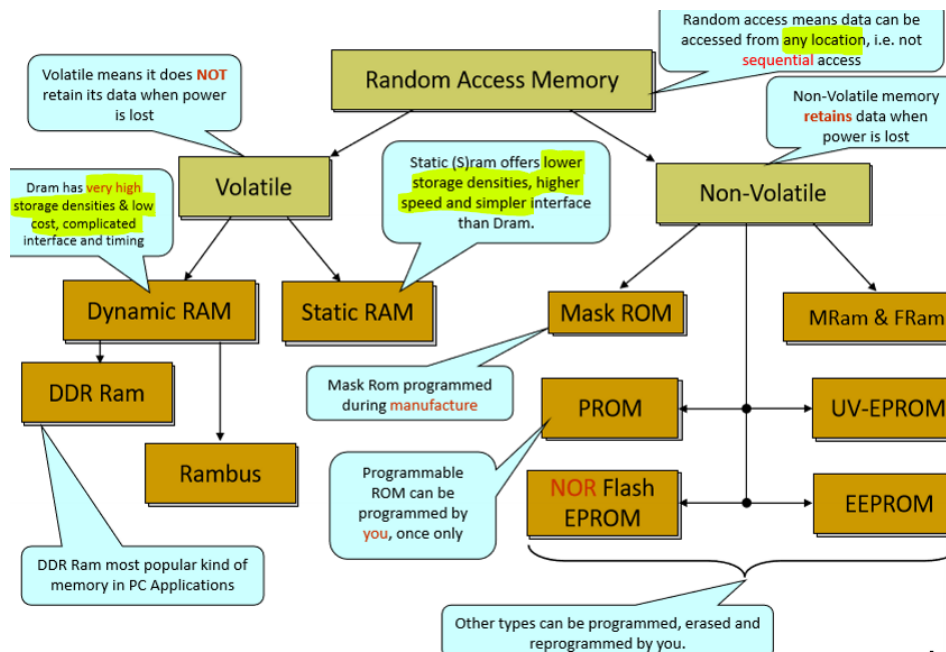 Random access means data can be
accessed from any location, i.e. not
sequential access
Random Access Memory
Volatile means it does NOT
retain its data when power
is lost
Non-Volatile memory
retains data when
power is lost
Volatile
Static (S)ram offers lower
storage densities, higher
speed and simpler interface
than Dram.
Non-Volatile
Dram has very high
storage densities & low
cost, complicated
interface and timing
Dynamic RAM
Static RAM
Mask ROM
MRam & FRam
DDR Ram
Mask Rom programmed
during manufacture
PROM
UV-EPROM
Rambus
Programmable
ROM can be
programmed by
you, once only
NOR Flash
EPROM
EEPROM
DDR Ram most popular kind of
memory in PC Applications
Other types can be programmed, erased and
reprogrammed by you.